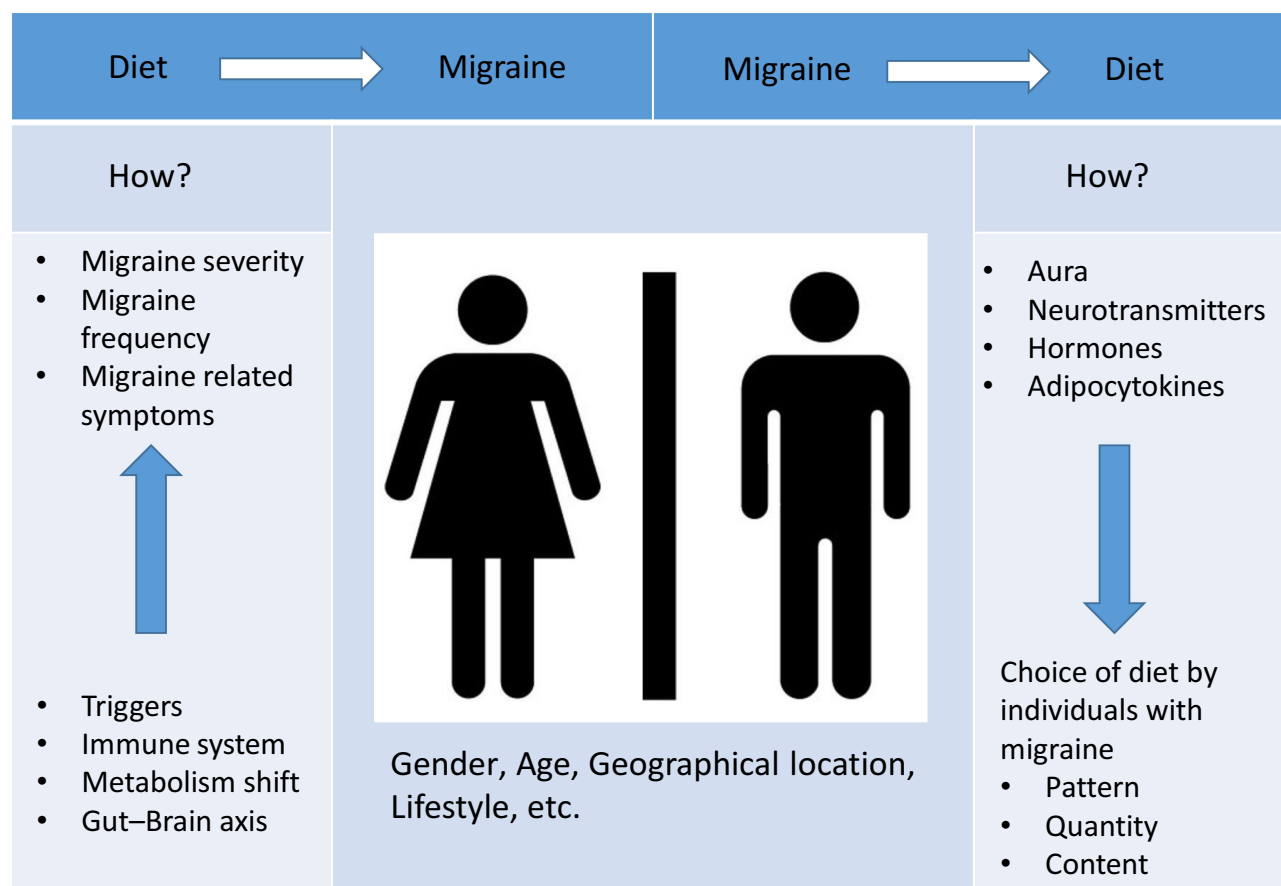 Diet Migraine Migraine Diet
How?
• Migraine severity
• Migraine
frequency
• Migraine related
symptoms
• Triggers
• Immune system
• Metabolism shift
• Gut–Brain axis
Gender, Age, Geographical location,
Lifestyle, etc.
How?
• Aura
• Neurotransmitters
• Hormones
• Adipocytokines
Choice of diet by
individuals with
migraine
• Pattern
• Quantity
• Content